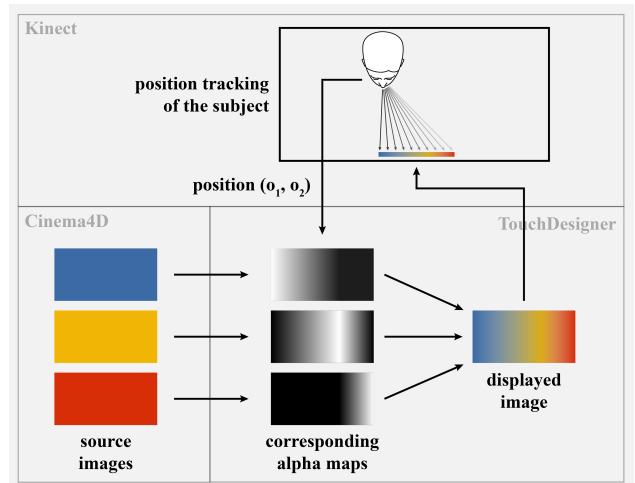 Kinect
position tracking
of the subject
position (o₁, o₂)
Cinema4D
TouchDesigner
displayed
image
source
images
corresponding
alpha maps